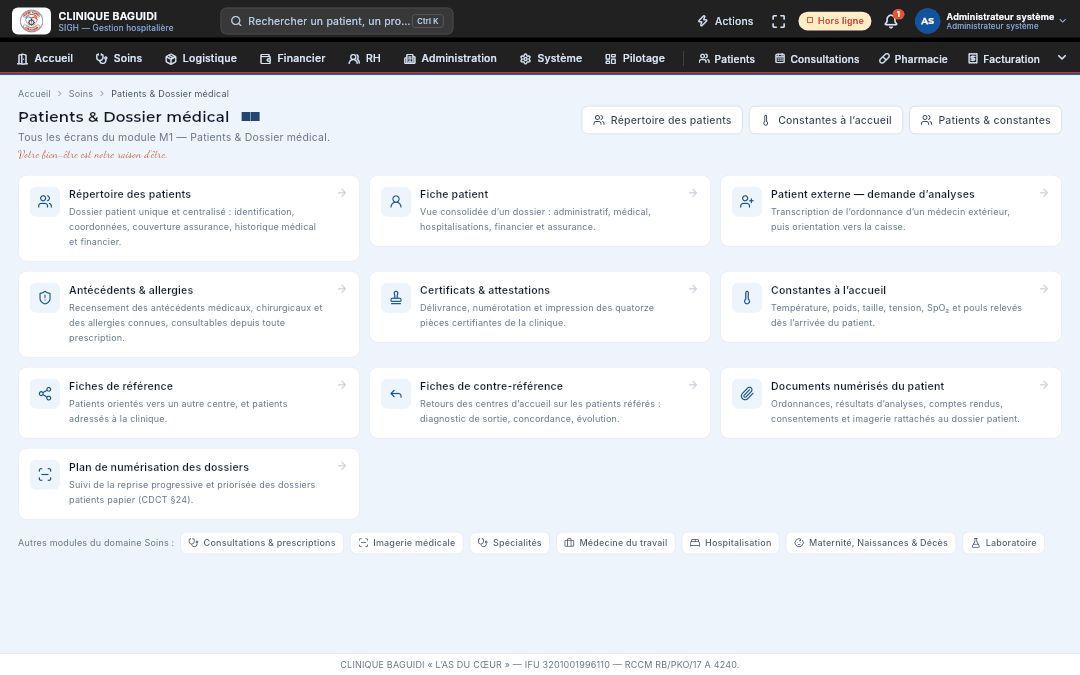 CLINIQUE BAGUIDI
SIGH — Gestion hospitalière
Rechercher un patient, un pro... Ctrl K
Actions
Hors ligne
1
AS
Administrateur système
Administrateur système
Accueil Soins Logistique Financier RH Administration Système Pilotage Patients Consultations Pharmacie Facturation
Accueil > Soins > Patients & Dossier médical
Patients & Dossier médical
Tous les écrans du module M1 — Patients & Dossier médical.
Votre bien-être est notre raison d'être.
Répertoire des patients
Constantes à l'accueil
Patients & constantes
Répertoire des patients
Dossier patient unique et centralisé : identification,
coordonnées, couverture assurance, historique médical
et financier.
Fiche patient
Vue consolidée d'un dossier : administratif, médical,
hospitalisations, financier et assurance.
Patient externe — demande d'analyses
Transcription de l'ordonnance d'un médecin extérieur,
puis orientation vers la caisse.
Antécédents & allergies
Recensement des antécédents médicaux, chirurgicaux et
des allergies connues, consultables depuis toute
prescription.
Certificats & attestations
Délivrance, numérotation et impression des quatorze
pièces certifiantes de la clinique.
Constantes à l'accueil
Température, poids, taille, tension, SpO₂ et pouls relevés
dès l'arrivée du patient.
Fiches de référence
Patients orientés vers un autre centre, et patients
adressés à la clinique.
Fiches de contre-référence
Retours des centres d'accueil sur les patients référés :
diagnostic de sortie, concordance, évolution.
Documents numérisés du patient
Ordonnances, résultats d'analyses, comptes rendus,
consentements et imagerie rattachés au dossier patient.
Plan de numérisation des dossiers
Suivi de la reprise progressive et priorisée des dossiers
patients papier (CDCT §24).
Autres modules du domaine Soins : Consultations & prescriptions Imagerie médicale Spécialités Médecine du travail Hospitalisation Maternité, Naissances & Décès Laboratoire
CLINIQUE BAGUIDI « L'AS DU CŒUR » — IFU 3201001996110 — RCCM RB/PKO/17 A 4240.